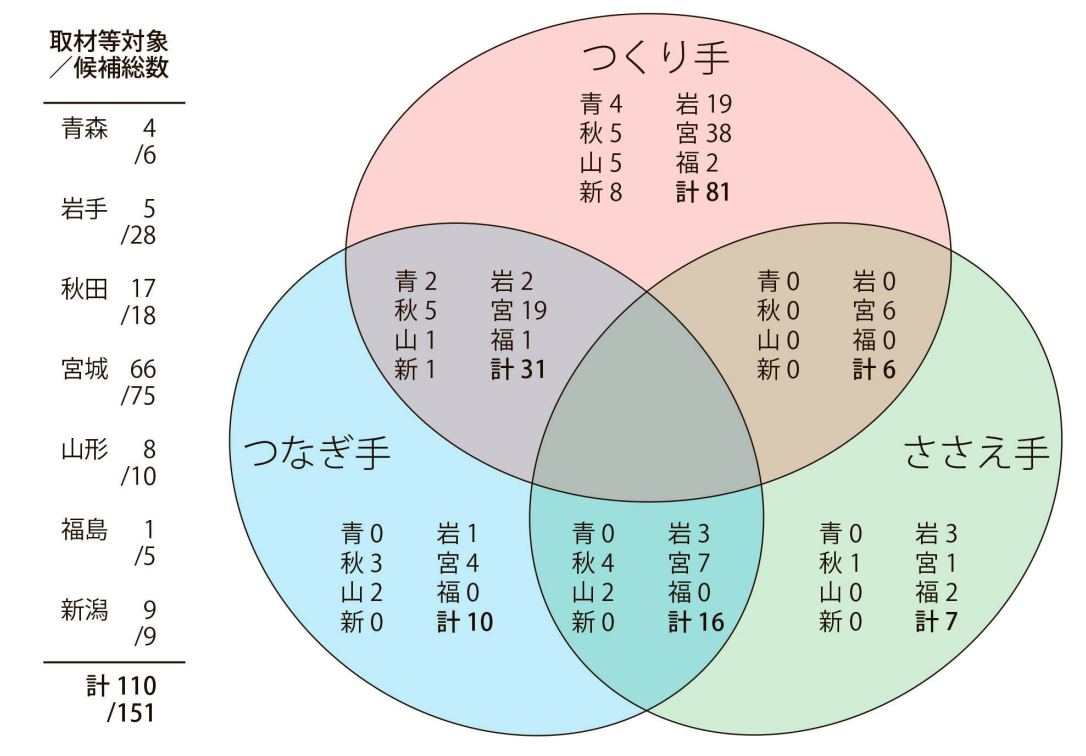 取材等対象
／候補総数
青森 4
/6
岩手 5
/28
秋田 17
/18
宮城 66
/75
山形 8
/10
福島 1
/5
新潟 9
/9
計 110
/151
つくり手
青 4 岩 19
秋 5 宮 38
山 5 福 2
新 8 計 81
青 2 岩 2
秋 5 宮 19
山 1 福 1
新 1 計 31
青 0 岩 0
秋 0 宮 6
山 0 福 0
新 0 計 6
つなぎ手
ささえ手
青 0 岩 1
秋 3 宮 4
山 2 福 0
新 0 計 10
青 0 岩 3
秋 4 宮 7
山 2 福 0
新 0 計 16
青 0 岩 3
秋 1 宮 1
山 0 福 2
新 0 計 7